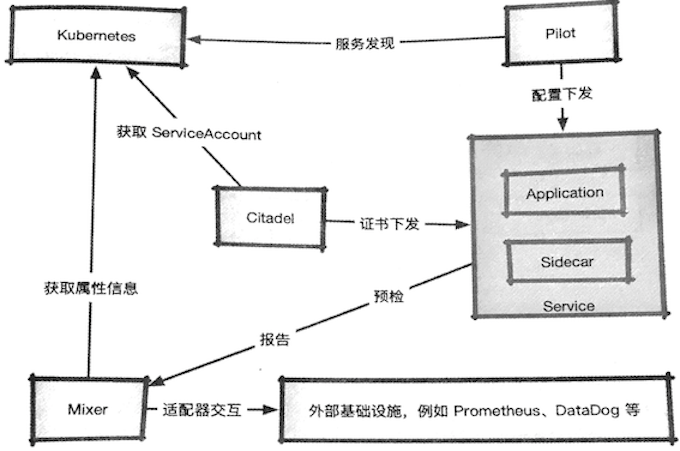 Kubernetes
Pilot
服务发现
配置下发
获取 ServiceAccount
Application
Citadel
证书下发
Sidecar
获取属性信息
预检
Service
报告
Mixer
适配器交互
外部基础设施，例如 Prometheus、DataDog 等